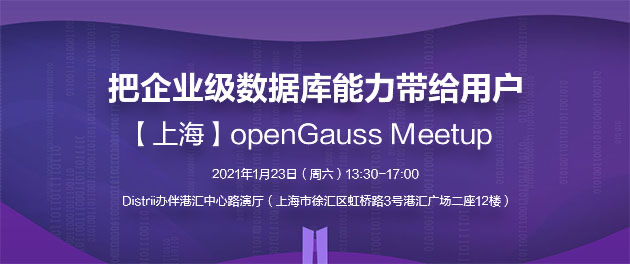 把企业级数据库能力带给用户
【上海】openGauss Meetup
2021年1月23日（周六）13:30-17:00
Distrii办伴港汇中心路演厅（上海市徐汇区虹桥路3号港汇广场二座12楼）